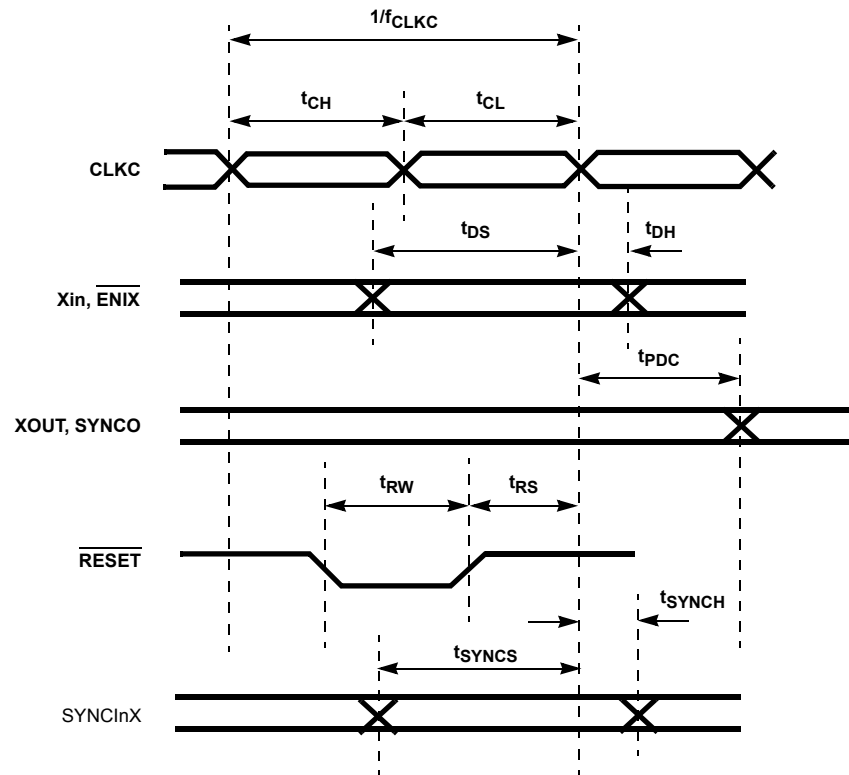 1/fCLKC
tCH
tCL
CLKC
tDS
tDH
Xin, ENIX
tPDC
XOUT, SYNCO
tRW
tRS
RESET
tSYNCH
tSYNCS
SYNCInX